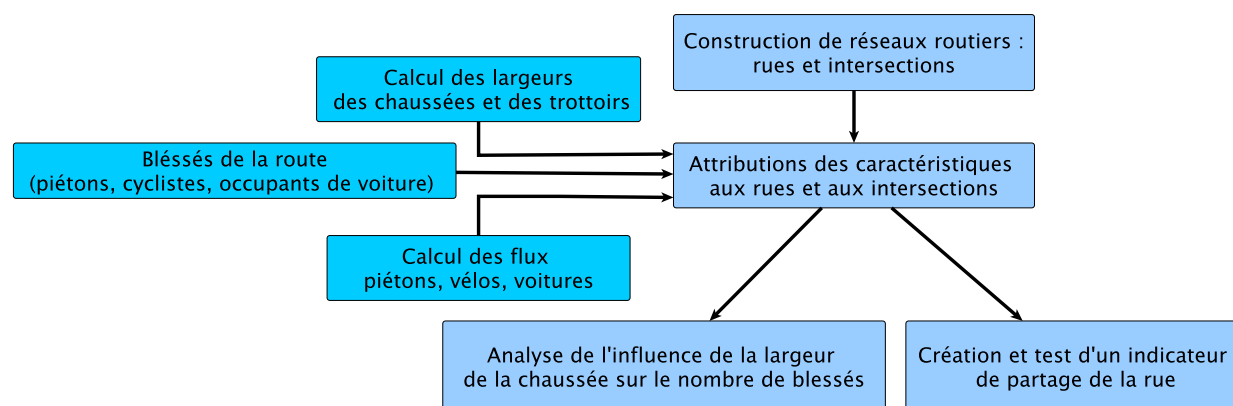 Construction de réseaux routiers :
rues et intersections
Calcul des largeurs
des chaussées et des trottoirs
Bléssés de la route
(piétons, cyclistes, occupants de voiture)
Attributions des caractéristiques
aux rues et aux intersections
Calcul des flux
piétons, vélos, voitures
Analyse de l'influence de la largeur
de la chaussée sur le nombre de blessés
Création et test d'un indicateur
de partage de la rue